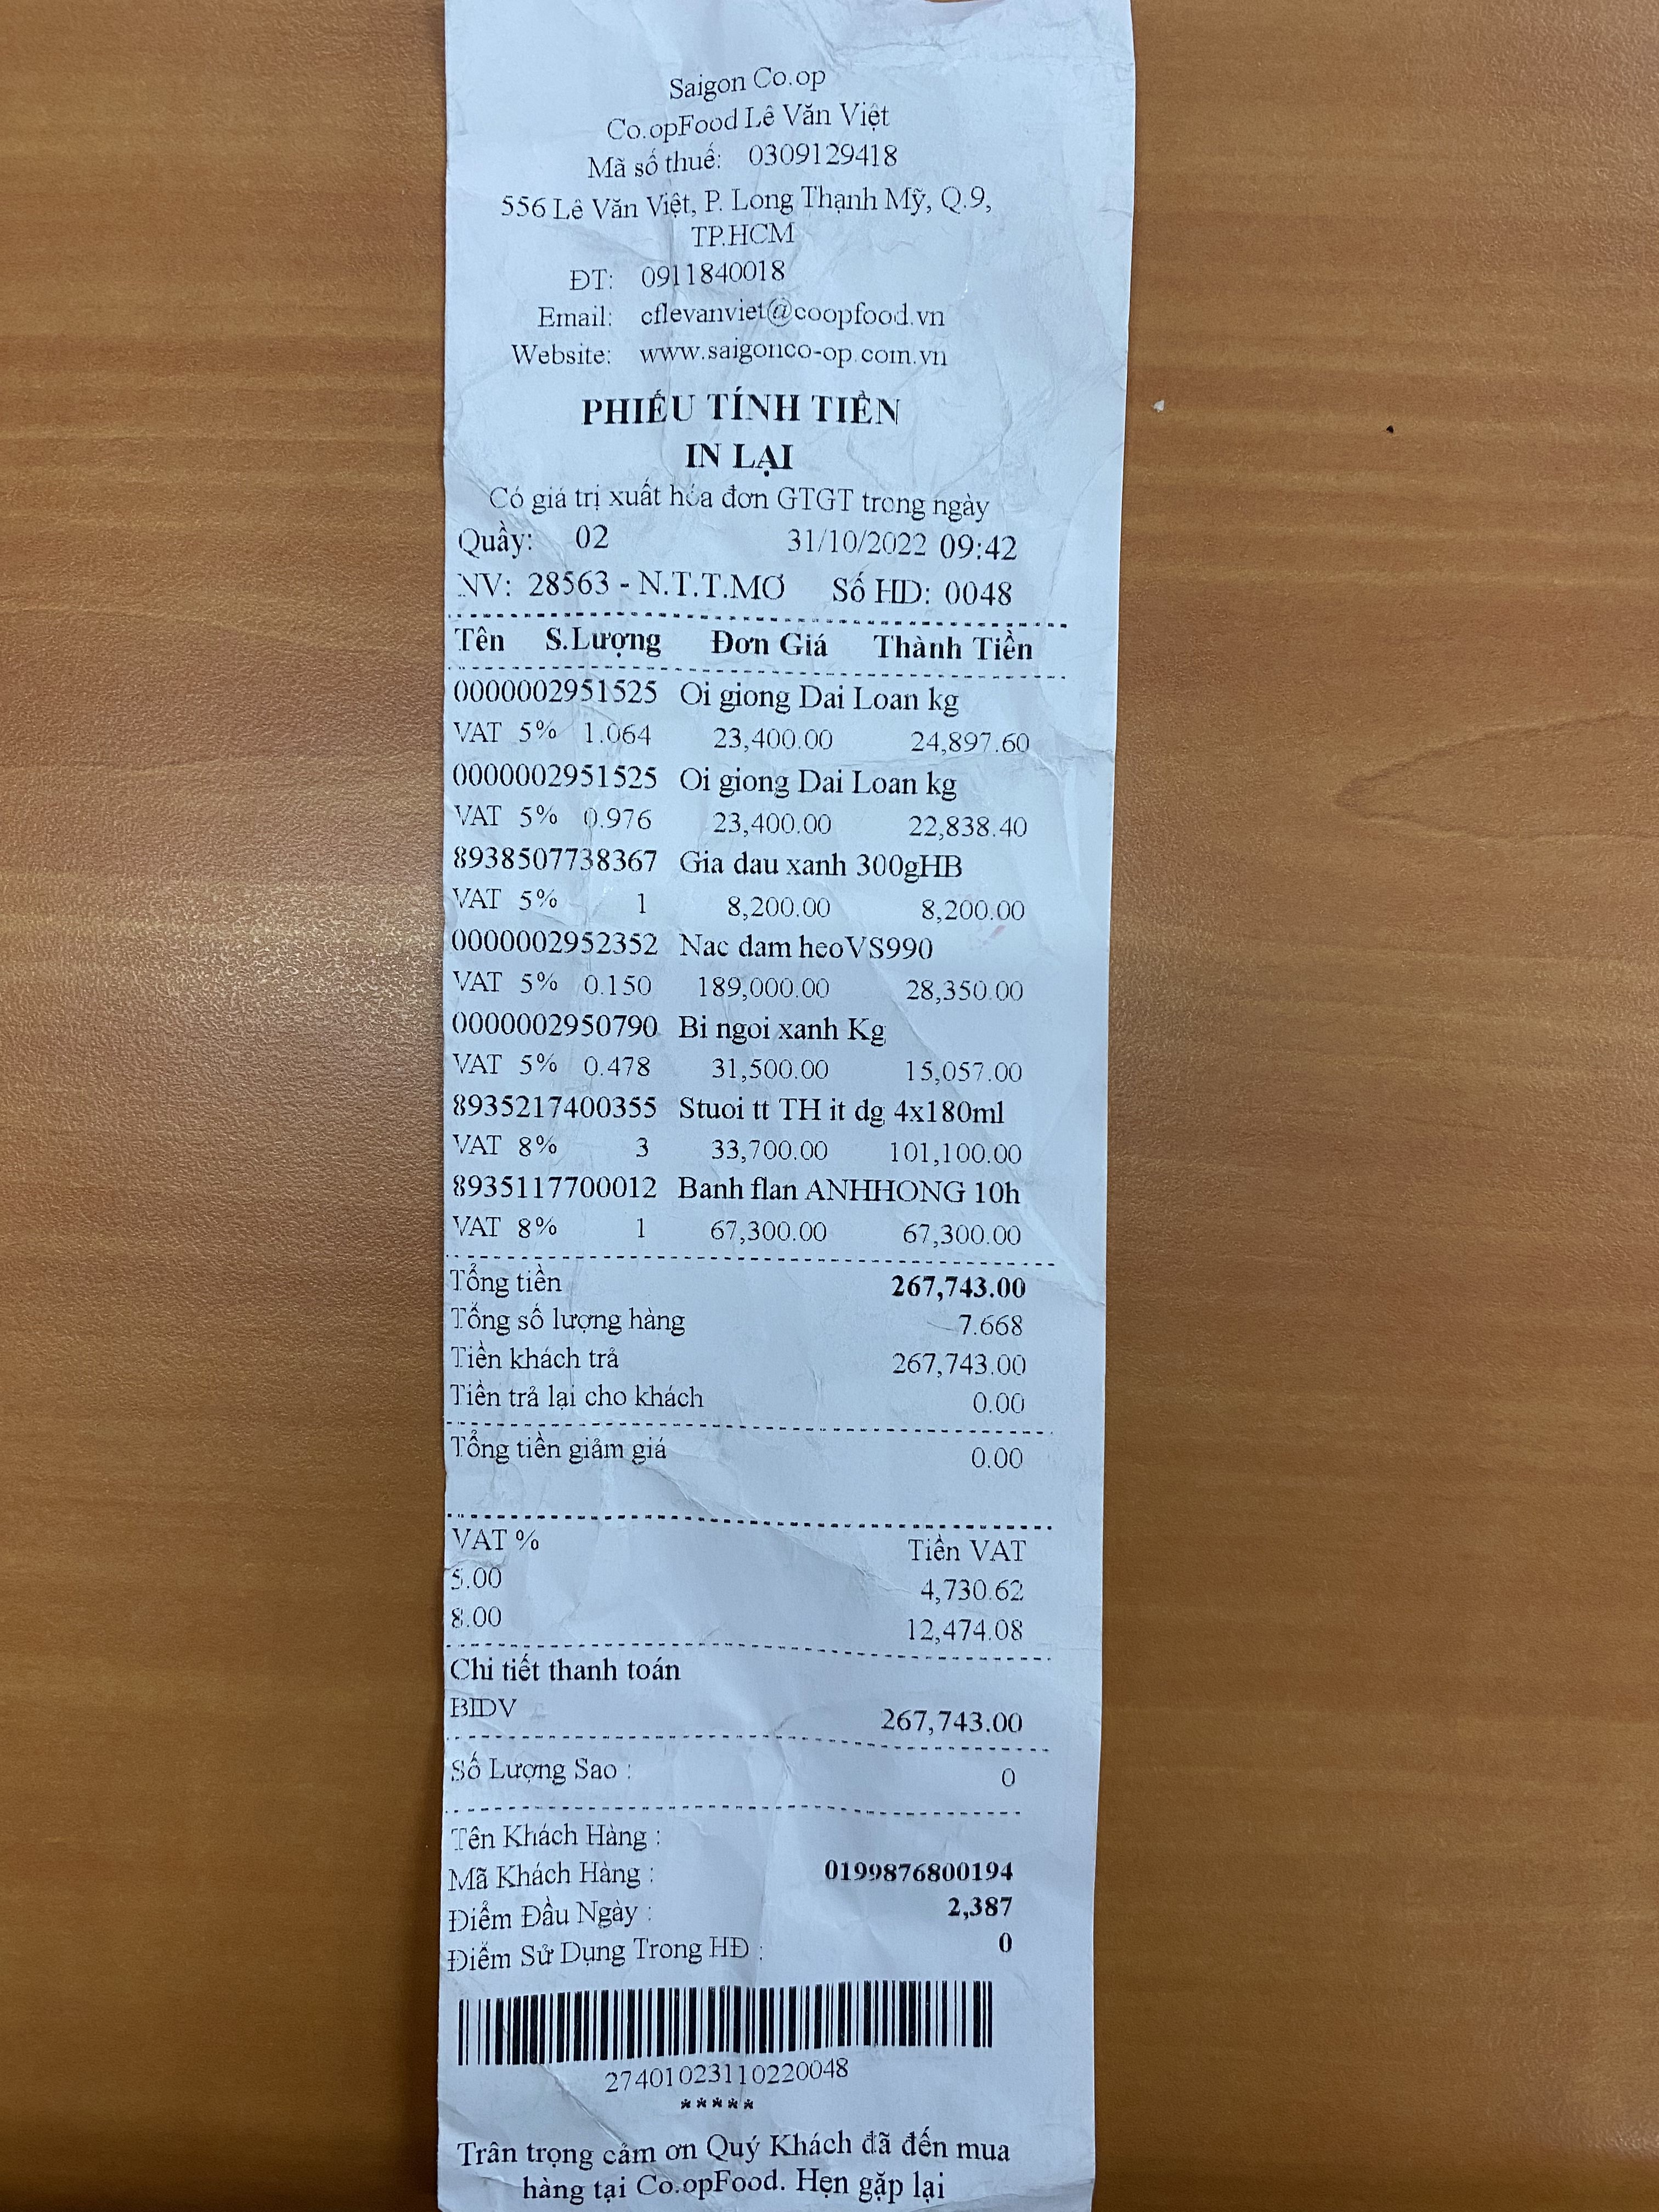 Saigon Co.op
Co.opFood Lê Văn Việt
Mã số thuế: 0309129418
556 Lê Văn Việt, P. Long Thạnh Mỹ, Q.9,
TP.HCM
ĐT: 0911840018
Email: cflevanviet@coopfood.vn
Website: www.saigonco-op.com.vn
PHIẾU TÍNH TIỀN
IN LẠI
Có giá trị xuất hóa đơn GTGT trong ngày
Quầy: 02 31/10/2022 09:42
NV: 28563 - N.T.T.MƠ Số HD: 0048
Tên S.Lượng Đơn Giá Thành Tiền
0000002951525 Oi giong Dai Loan kg
VAT 5% 1.064 23,400.00 24,897.60
0000002951525 Oi giong Dai Loan kg
VAT 5% 0.976 23,400.00 22,838.40
8938507738367 Gia dau xanh 300gHB
VAT 5% 1 8,200.00 8,200.00
0000002952352 Nac dam heoVS990
VAT 5% 0.150 189,000.00 28,350.00
0000002950790 Bi ngoi xanh Kg
VAT 5% 0.478 31,500.00 15,057.00
8935217400355 Stuoi tt TH it dg 4x180ml
VAT 8% 3 33,700.00 101,100.00
8935117700012 Banh flan ANHHONG 10h
VAT 8% 1 67,300.00 67,300.00
Tổng tiền 267,743.00
Tổng số lượng hàng 7.668
Tiền khách trả 267,743.00
Tiền trả lại cho khách 0.00
Tổng tiền giảm giá 0.00
VAT % Tiền VAT
5.00 4,730.62
8.00 12,474.08
Chi tiết thanh toán
BIDV 267,743.00
Số Lượng Sao : 0
Tên Khách Hàng :
Mã Khách Hàng : 0199876800194
Điểm Đầu Ngày : 2,387
Điểm Sử Dụng Trong HĐ : 0
27401023110220048
*****
Trân trọng cảm ơn Quý Khách đã đến mua
hàng tại Co.opFood. Hẹn gặp lại